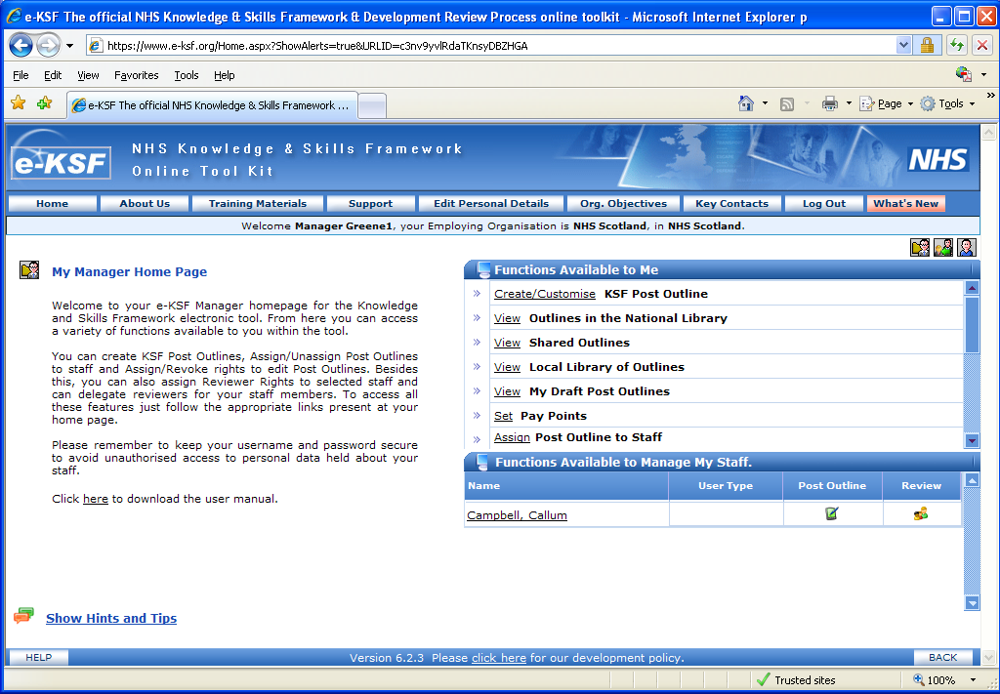 e-KSF The official NHS Knowledge & Skills Framework & Development Review Process online toolkit - Microsoft Internet Explorer p
https://www.e-ksf.org/Home.aspx?ShowAlerts=true&URLID=c3nv9yvlRdaTKnsyDBZHGA
File Edit View Favorites Tools Help
e-KSF The official NHS Knowledge & Skills Framework ...
Page Tools
e-KSF
NHS Knowledge & Skills Framework
Online Tool Kit
NHS
Home About Us Training Materials Support Edit Personal Details Org. Objectives Key Contacts Log Out What's New
Welcome Manager Greene1, your Employing Organisation is NHS Scotland, in NHS Scotland.
My Manager Home Page
Welcome to your e-KSF Manager homepage for the Knowledge
and Skills Framework electronic tool. From here you can access
a variety of functions available to you within the tool.
You can create KSF Post Outlines, Assign/Unassign Post Outlines
to staff and Assign/Revoke rights to edit Post Outlines. Besides
this, you can also assign Reviewer Rights to selected staff and
can delegate reviewers for your staff members. To access all
these features just follow the appropriate links present at your
home page.
Please remember to keep your username and password secure
to avoid unauthorised access to personal data held about your
staff.
Click here to download the user manual.
Functions Available to Me
Create/Customise KSF Post Outline
View Outlines in the National Library
View Shared Outlines
View Local Library of Outlines
View My Draft Post Outlines
Set Pay Points
Assign Post Outline to Staff
Functions Available to Manage My Staff.
Name User Type Post Outline Review
Campbell, Callum
Show Hints and Tips
HELP Version 6.2.3 Please click here for our development policy. BACK
Trusted sites 100%